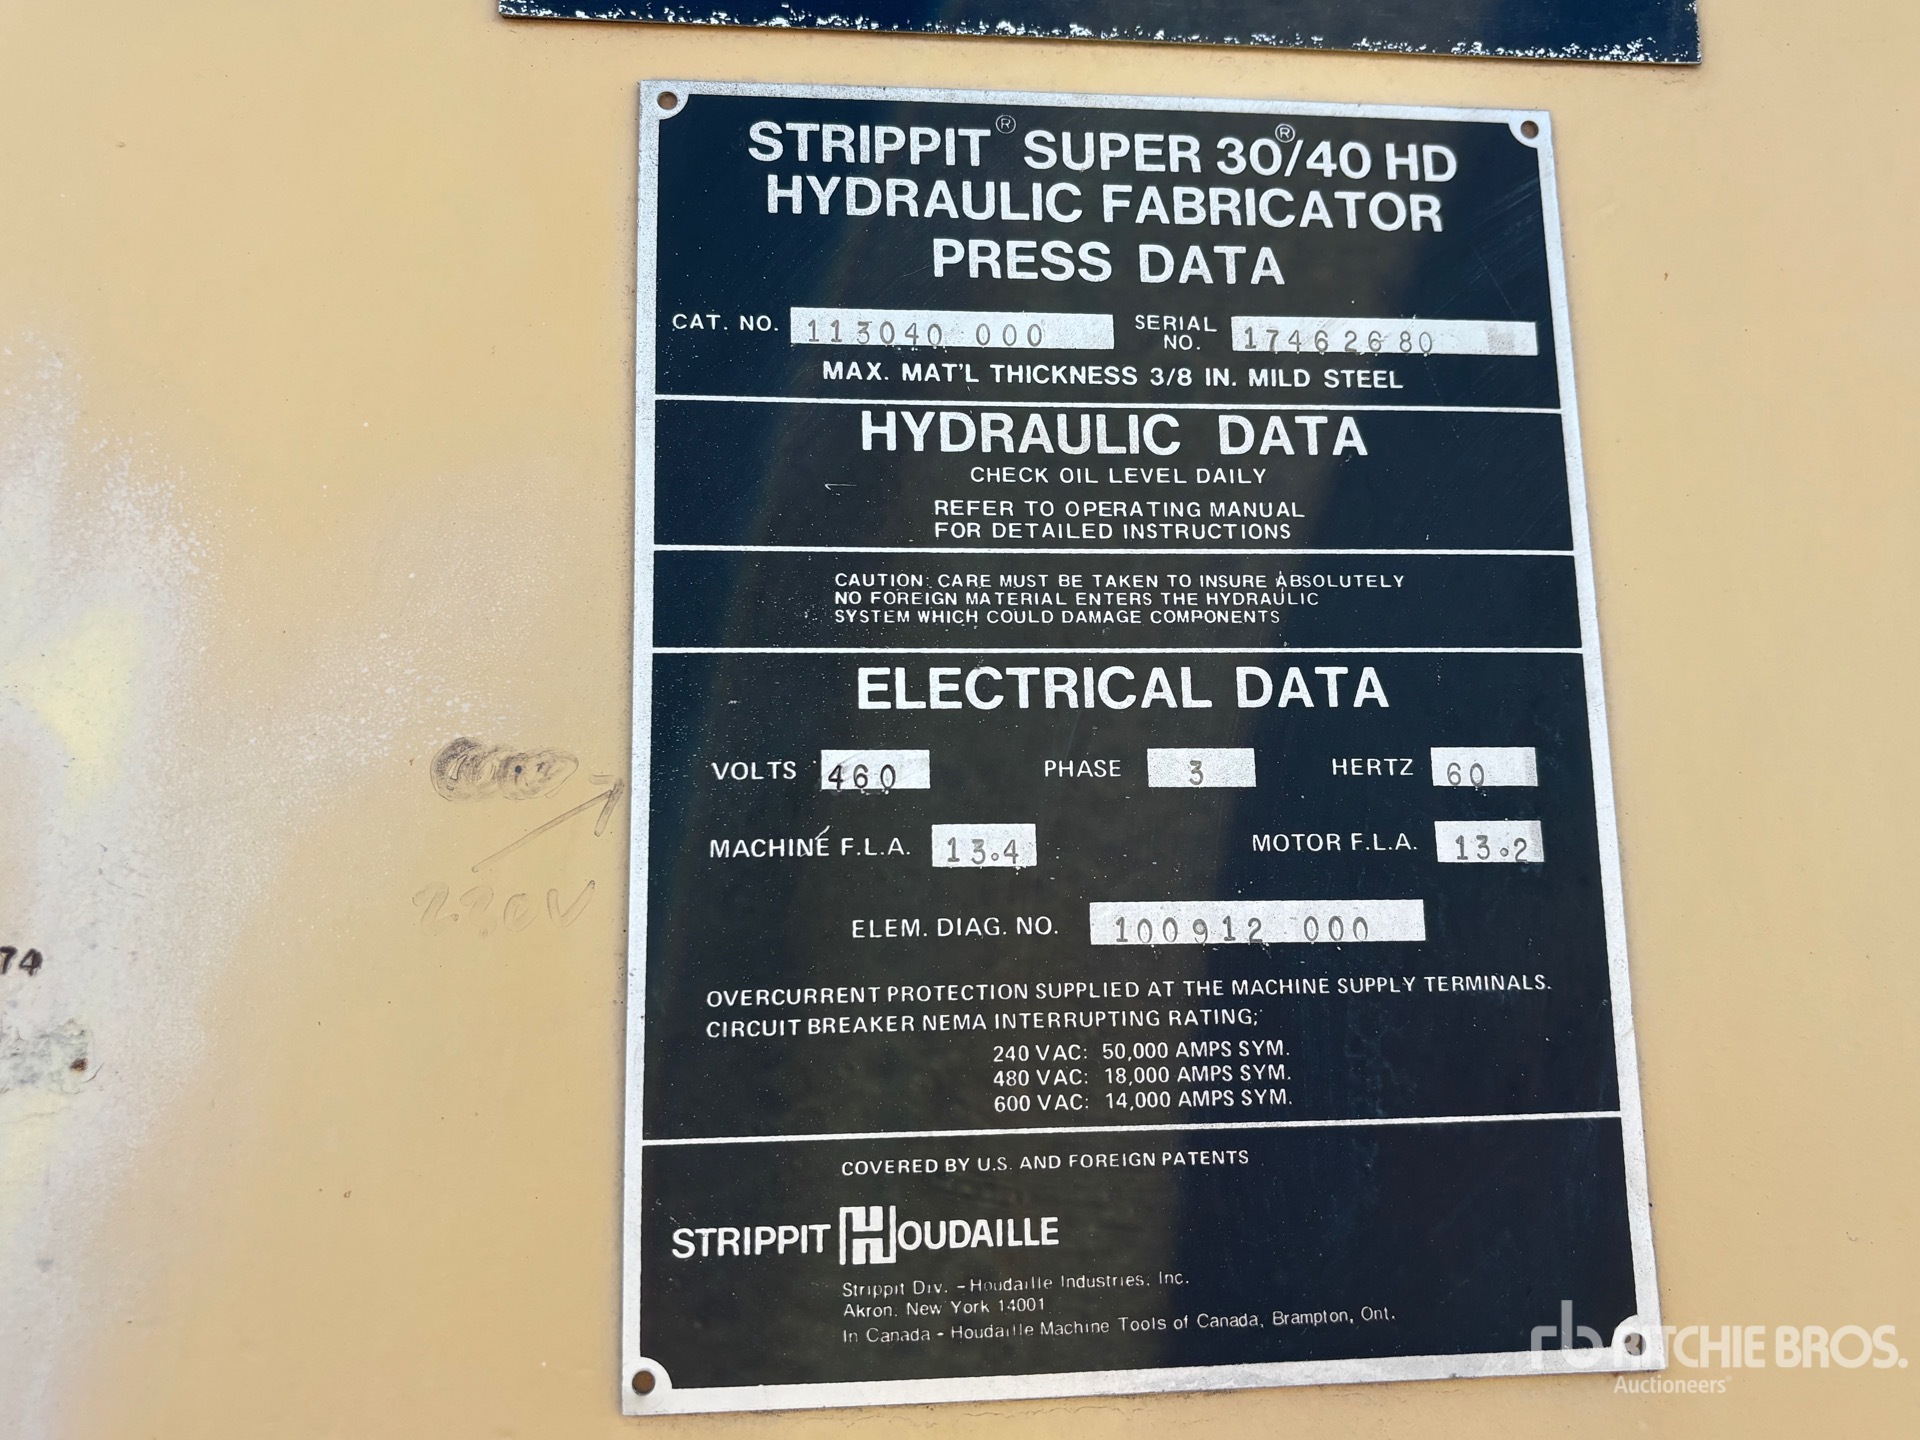 STRIPPIT® SUPER 30®/40 HD
HYDRAULIC FABRICATOR
PRESS DATA
CAT. NO. 113040 000 SERIAL NO. 17462680
MAX. MAT'L THICKNESS 3/8 IN. MILD STEEL
HYDRAULIC DATA
CHECK OIL LEVEL DAILY
REFER TO OPERATING MANUAL
FOR DETAILED INSTRUCTIONS
CAUTION: CARE MUST BE TAKEN TO INSURE ABSOLUTELY
NO FOREIGN MATERIAL ENTERS THE HYDRAULIC
SYSTEM WHICH COULD DAMAGE COMPONENTS
ELECTRICAL DATA
VOLTS 460 PHASE 3 HERTZ 60
MACHINE F.L.A. 13.4 MOTOR F.L.A. 13.2
220V
ELEM. DIAG. NO. 100912 000
74
OVERCURRENT PROTECTION SUPPLIED AT THE MACHINE SUPPLY TERMINALS.
CIRCUIT BREAKER NEMA INTERRUPTING RATING;
240 VAC: 50,000 AMPS SYM.
480 VAC: 18,000 AMPS SYM.
600 VAC: 14,000 AMPS SYM.
COVERED BY U.S. AND FOREIGN PATENTS
STRIPPIT HOUDAILLE
Strippit Div. - Houdaille Industries, Inc.
Akron, New York 14001
In Canada - Houdaille Machine Tools of Canada, Brampton, Ont.
rb RITCHIE BROS.
Auctioneers